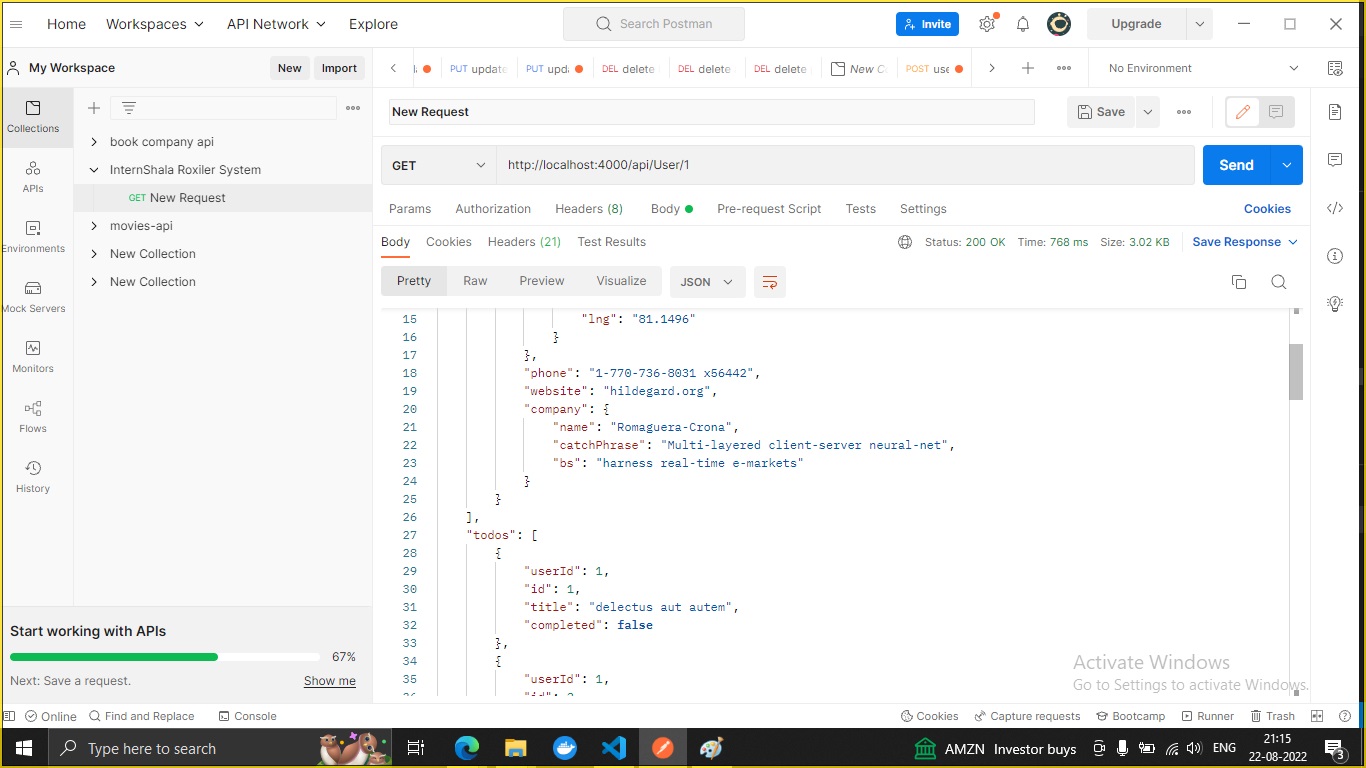 Home Workspaces API Network Explore Search Postman Invite Upgrade
My Workspace New Import PUT update PUT upd DEL delete DEL delete DEL delete New C POST use No Environment
Collections
APIs
Environments
Mock Servers
Monitors
Flows
History
book company api
InternShala Roxiler System
GET New Request
movies-api
New Collection
New Collection
Start working with APIs
67%
Next: Save a request. Show me
New Request Save
GET http://localhost:4000/api/User/1 Send
Params Authorization Headers (8) Body Pre-request Script Tests Settings Cookies
Body Cookies Headers (21) Test Results Status: 200 OK Time: 768 ms Size: 3.02 KB Save Response
Pretty Raw Preview Visualize JSON
15 "lng": "81.1496"
16 }
17 },
18 "phone": "1-770-736-8031 x56442",
19 "website": "hildegard.org",
20 "company": {
21 "name": "Romaguera-Crona",
22 "catchPhrase": "Multi-layered client-server neural-net",
23 "bs": "harness real-time e-markets"
24 }
25 }
26 ],
27 "todos": [
28 {
29 "userId": 1,
30 "id": 1,
31 "title": "delectus aut autem",
32 "completed": false
33 },
34 {
35 "userId": 1,
Activate Windows
Go to Settings to activate Windows.
Online Find and Replace Console Cookies Capture requests Bootcamp Runner Trash
Type here to search AMZN Investor buys ENG 21:15
22-08-2022 3